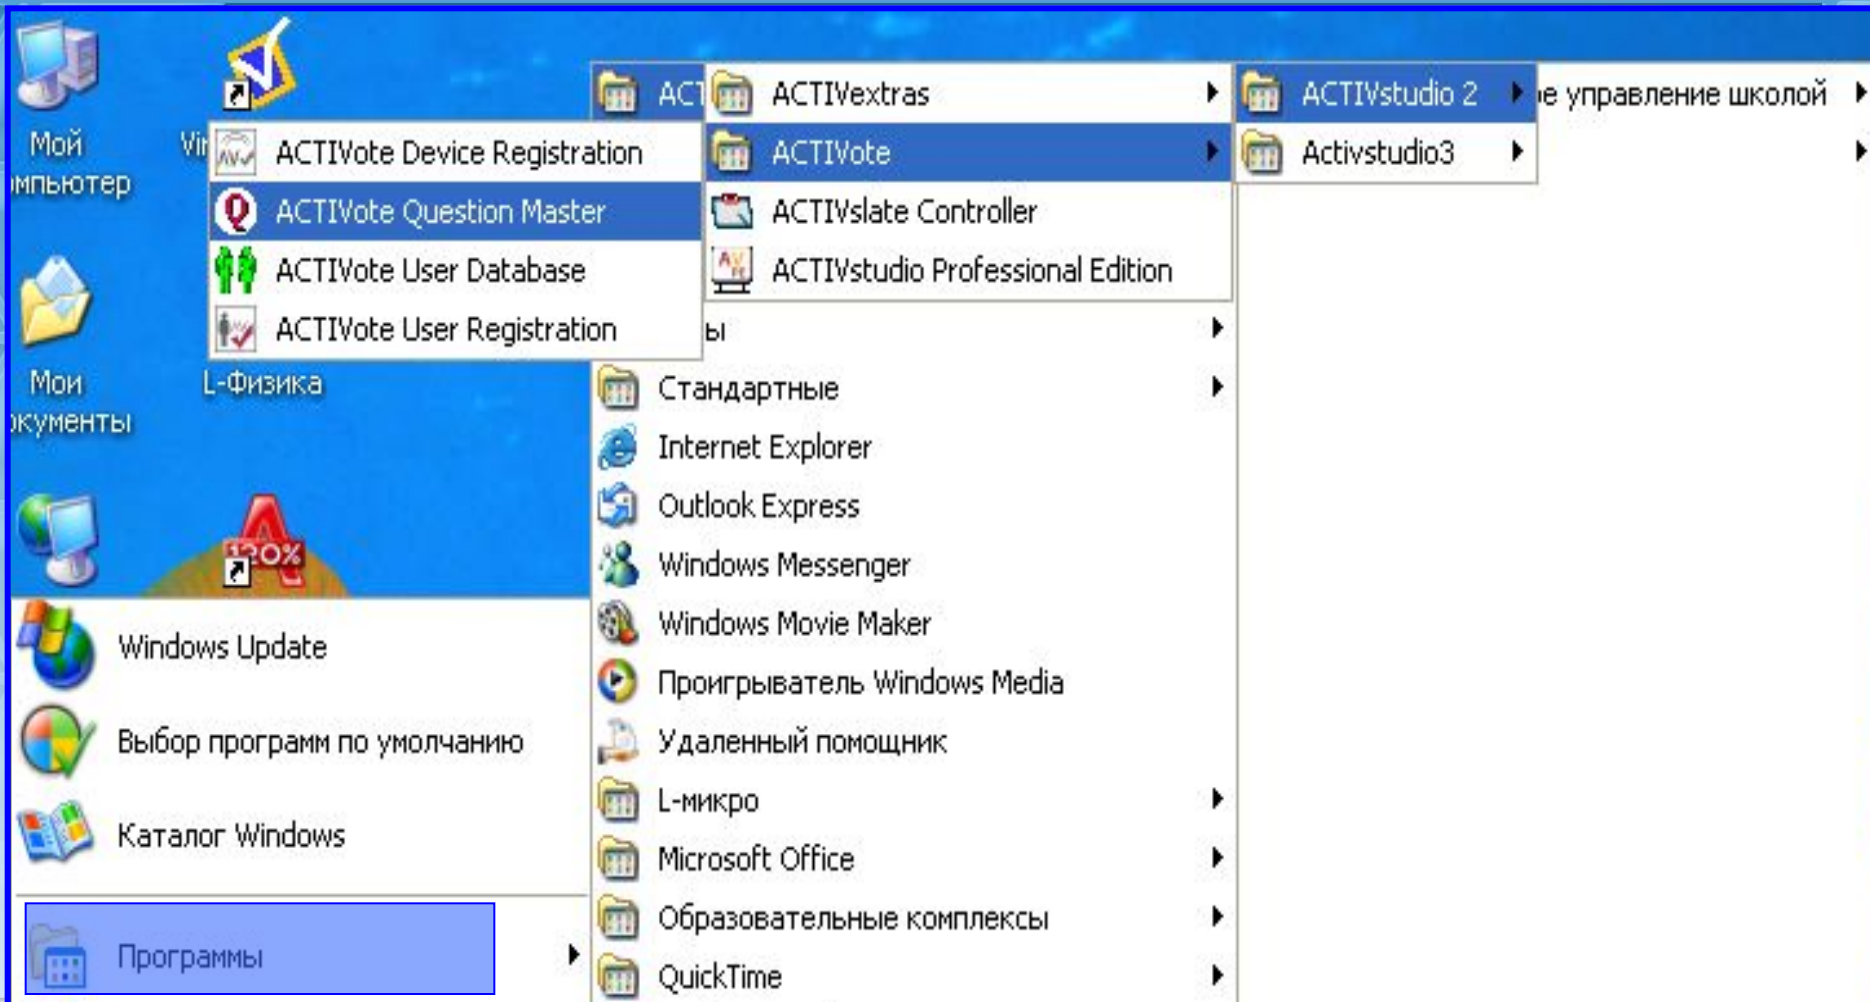 Мой
мпьютер
Мои
окументы
L-Физика
120%
ACTIVote Device Registration
ACTIVote Question Master
ACTIVote User Database
ACTIVote User Registration
ACTIVextras
ACTIVote
ACTIVslate Controller
ACTIVstudio Professional Edition
ACTIVstudio 2
Activstudio3
е управление школой
ры
Стандартные
Internet Explorer
Outlook Express
Windows Messenger
Windows Movie Maker
Проигрыватель Windows Media
Удаленный помощник
L-микро
Microsoft Office
Образовательные комплексы
QuickTime
Windows Update
Выбор программ по умолчанию
Каталог Windows
Программы